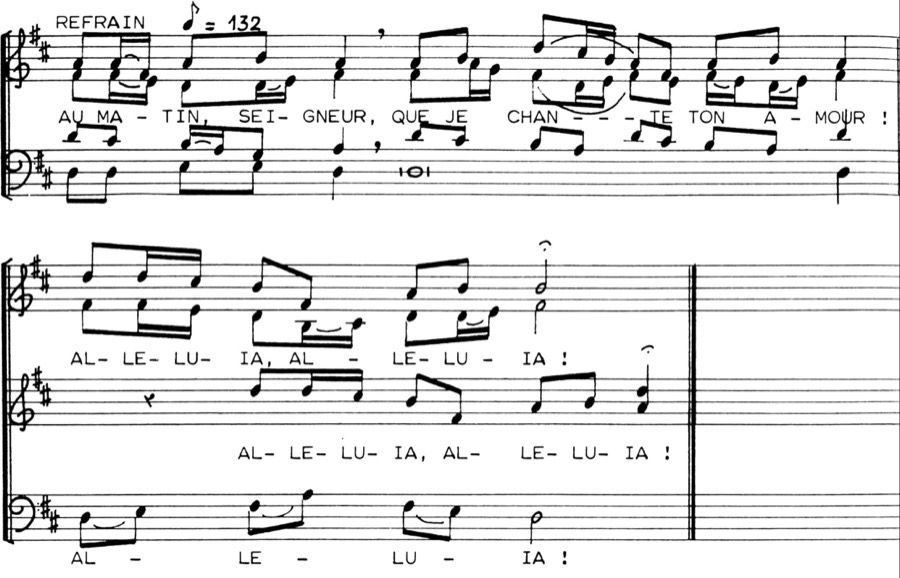 REFRAIN ♪ = 132
AU MA - TIN, SEI - GNEUR, QUE JE CHAN - - - TE TON A - MOUR !
AL - LE - LU - IA, AL - LE - LU - IA !
AL - LE - LU - IA, AL - LE - LU - IA !
AL - LE - LU - IA !